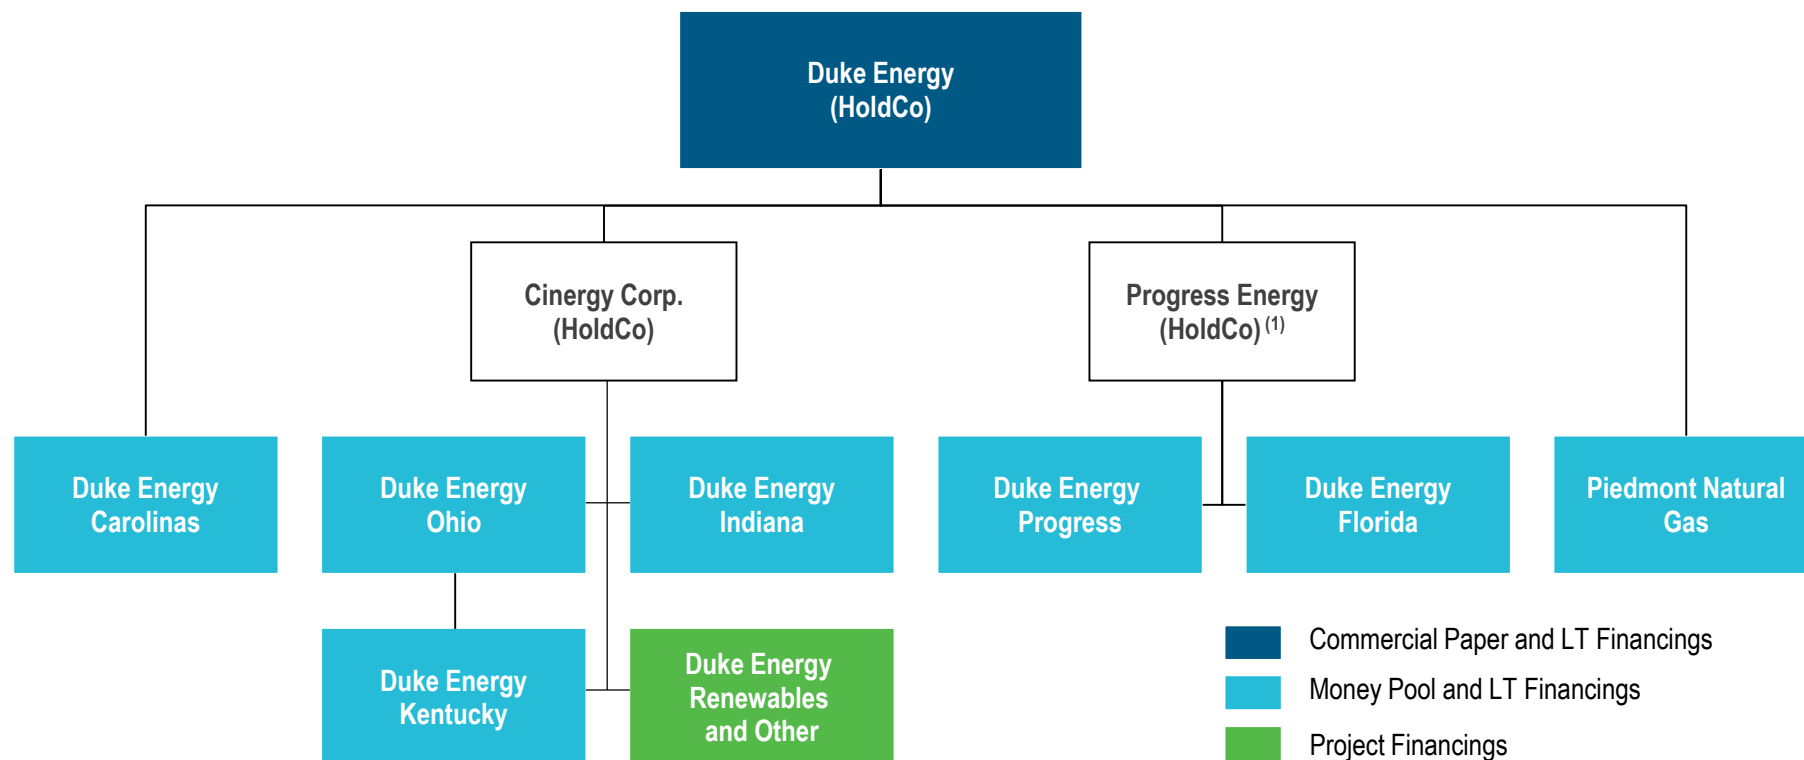 Duke Energy
(HoldCo)
Cinergy Corp.
(HoldCo)
Progress Energy
(HoldCo) (1)
Duke Energy
Carolinas
Duke Energy
Ohio
Duke Energy
Indiana
Duke Energy
Progress
Duke Energy
Florida
Piedmont Natural
Gas
Duke Energy
Kentucky
Duke Energy
Renewables
and Other
Commercial Paper and LT Financings
Money Pool and LT Financings
Project Financings